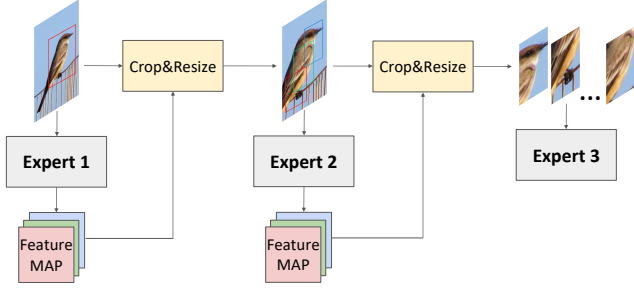 Crop&Resize
Crop&Resize
Expert 1
Expert 2
Expert 3
...
Feature
MAP
Feature
MAP